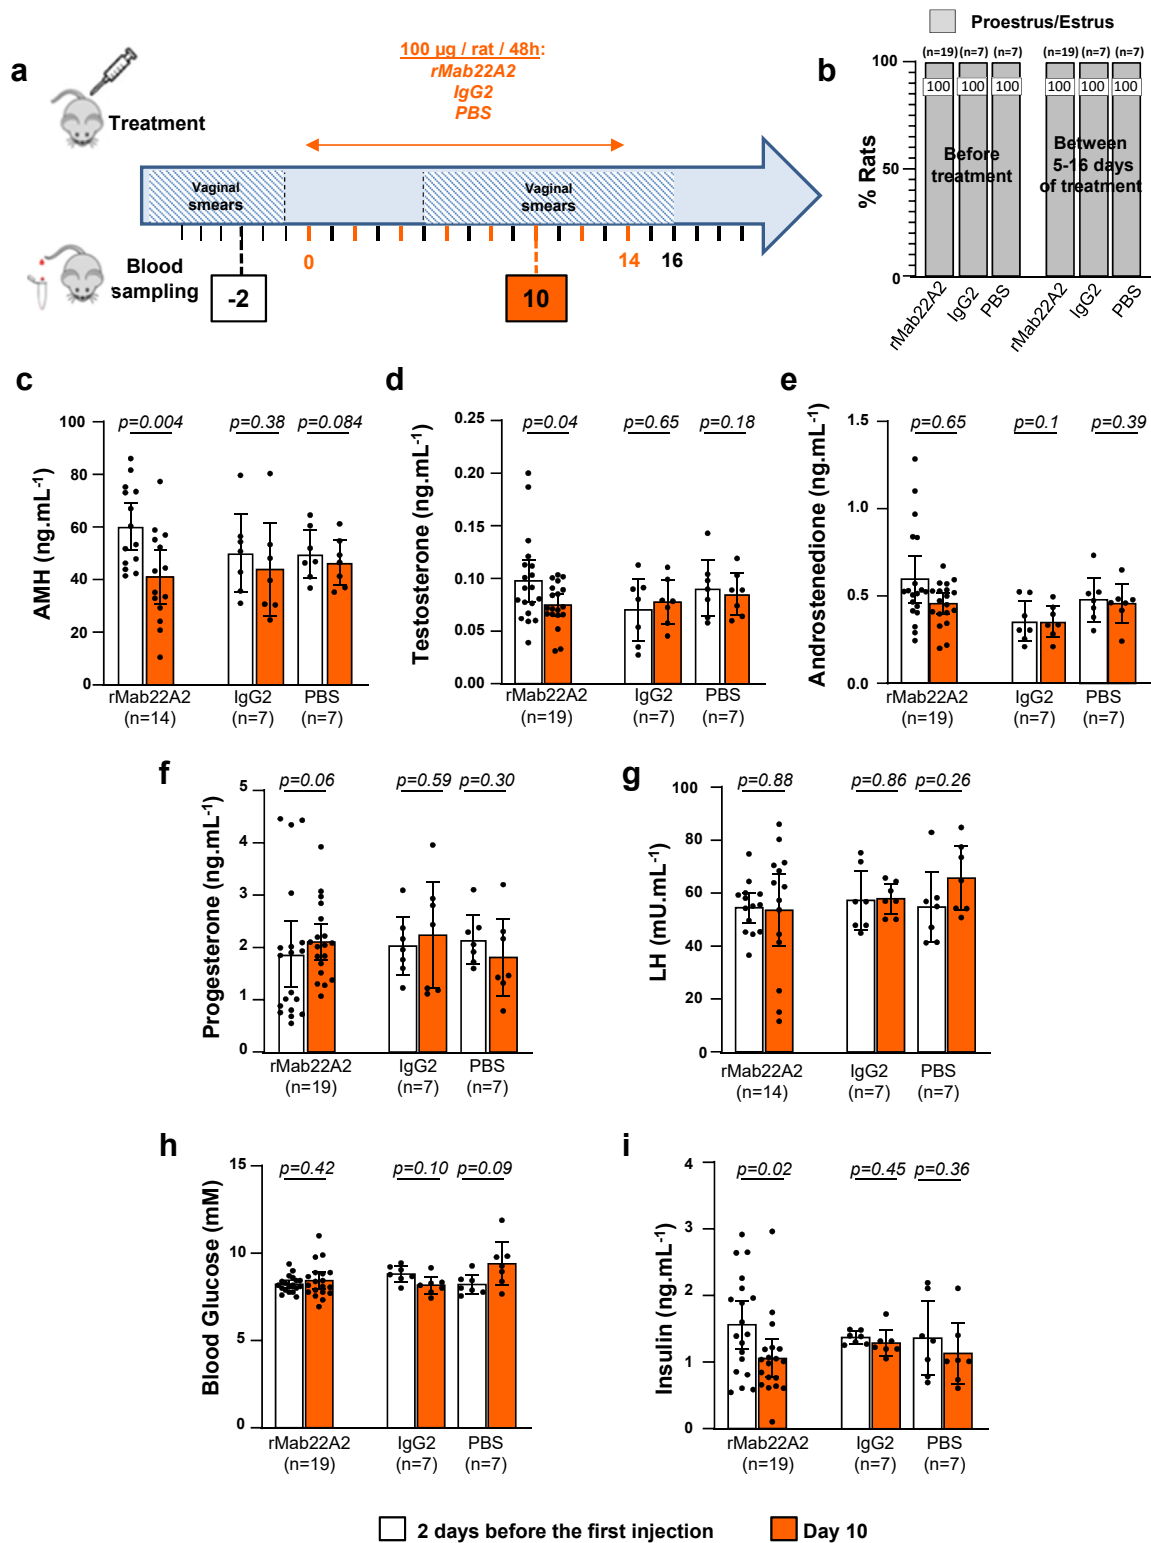 a
Treatment
100 µg / rat / 48h:
rMab22A2
IgG2
PBS
Vaginal
smears
Vaginal
smears
0
14
16
Blood
sampling
-2
10
b
Proestrus/Estrus
(n=19) (n=7) (n=7)
(n=19) (n=7) (n=7)
% Rats
100
50
0
100 100 100
100 100 100
Before
treatment
Between
5-16 days
of treatment
rMab22A2
IgG2
PBS
rMab22A2
IgG2
PBS
c
AMH (ng.mL-1)
100
80
60
40
20
0
p=0.004
p=0.38
p=0.084
rMab22A2
(n=14)
IgG2
(n=7)
PBS
(n=7)
d
Testosterone (ng.mL-1)
0.25
0.20
0.15
0.10
0.05
0.00
p=0.04
p=0.65
p=0.18
rMab22A2
(n=19)
IgG2
(n=7)
PBS
(n=7)
e
Androstenedione (ng.mL-1)
1.5
1.0
0.5
0.0
p=0.65
p=0.1
p=0.39
rMab22A2
(n=19)
IgG2
(n=7)
PBS
(n=7)
f
Progesterone (ng.mL-1)
5
4
3
2
1
0
p=0.06
p=0.59
p=0.30
rMab22A2
(n=19)
IgG2
(n=7)
PBS
(n=7)
g
LH (mU.mL-1)
100
80
60
40
20
0
p=0.88
p=0.86
p=0.26
rMab22A2
(n=14)
IgG2
(n=7)
PBS
(n=7)
h
Blood Glucose (mM)
15
10
5
0
p=0.42
p=0.10
p=0.09
rMab22A2
(n=19)
IgG2
(n=7)
PBS
(n=7)
i
Insulin (ng.mL-1)
4
3
2
1
0
p=0.02
p=0.45
p=0.36
rMab22A2
(n=19)
IgG2
(n=7)
PBS
(n=7)
2 days before the first injection
Day 10